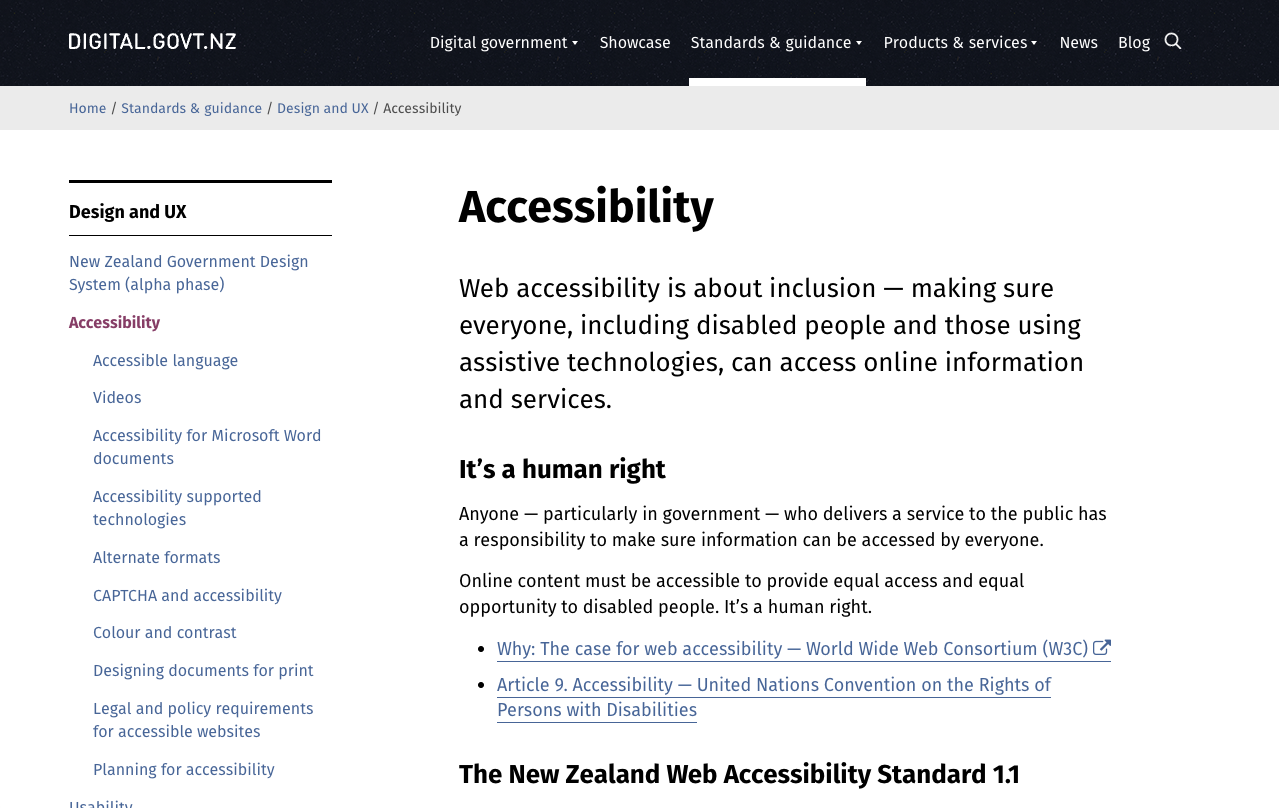 DIGITAL.GOVT.NZ
Digital government
Showcase
Standards & guidance
Products & services
News
Blog
Home / Standards & guidance / Design and UX / Accessibility
Design and UX
New Zealand Government Design
System (alpha phase)
Accessibility
Accessible language
Videos
Accessibility for Microsoft Word
documents
Accessibility supported
technologies
Alternate formats
CAPTCHA and accessibility
Colour and contrast
Designing documents for print
Legal and policy requirements
for accessible websites
Planning for accessibility
Usability
Accessibility
Web accessibility is about inclusion — making sure
everyone, including disabled people and those using
assistive technologies, can access online information
and services.
It’s a human right
Anyone — particularly in government — who delivers a service to the public has
a responsibility to make sure information can be accessed by everyone.
Online content must be accessible to provide equal access and equal
opportunity to disabled people. It’s a human right.
• Why: The case for web accessibility — World Wide Web Consortium (W3C)
• Article 9. Accessibility — United Nations Convention on the Rights of
Persons with Disabilities
The New Zealand Web Accessibility Standard 1.1